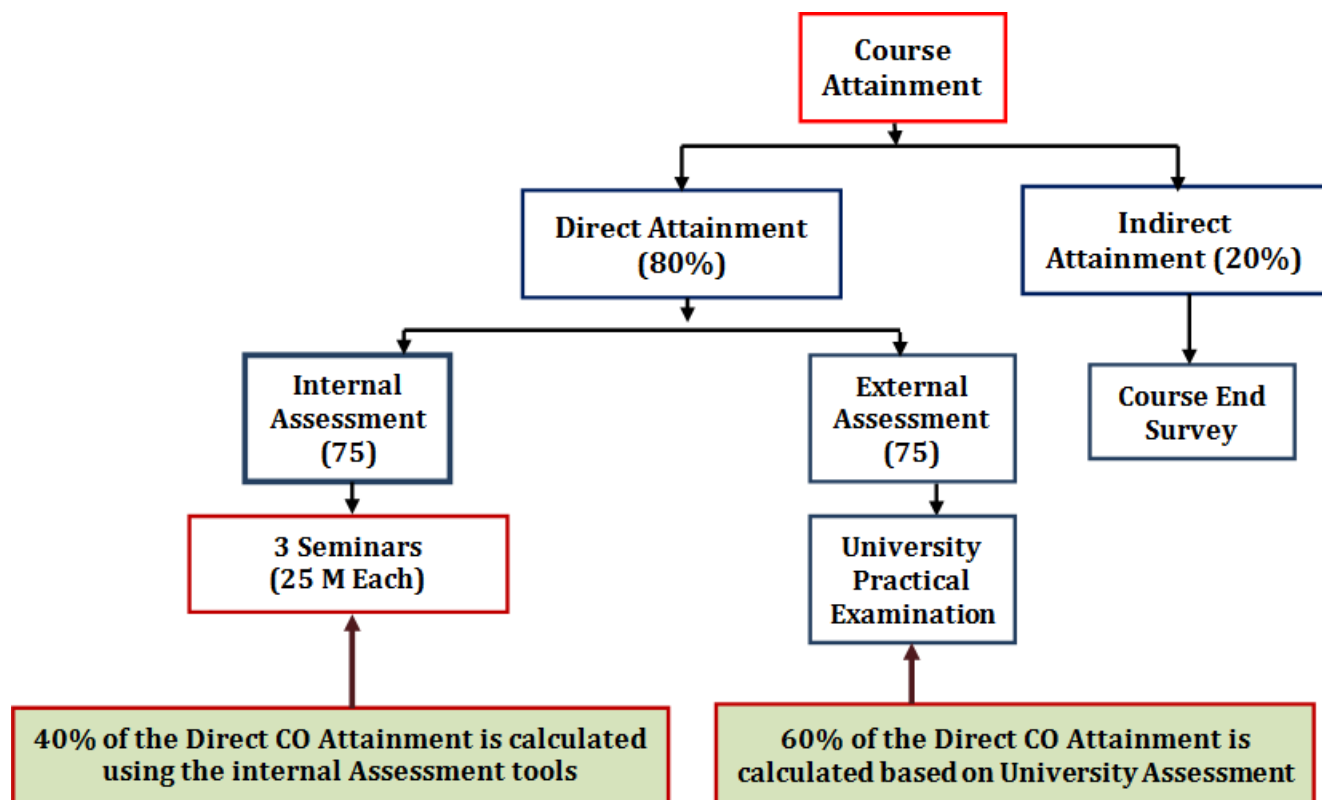 Course
Attainment
Direct Attainment
(80%)
Indirect
Attainment (20%)
Internal
Assessment
(75)
External
Assessment
(75)
Course End
Survey
3 Seminars
(25 M Each)
University
Practical
Examination
40% of the Direct CO Attainment is calculated
using the internal Assessment tools
60% of the Direct CO Attainment is
calculated based on University Assessment